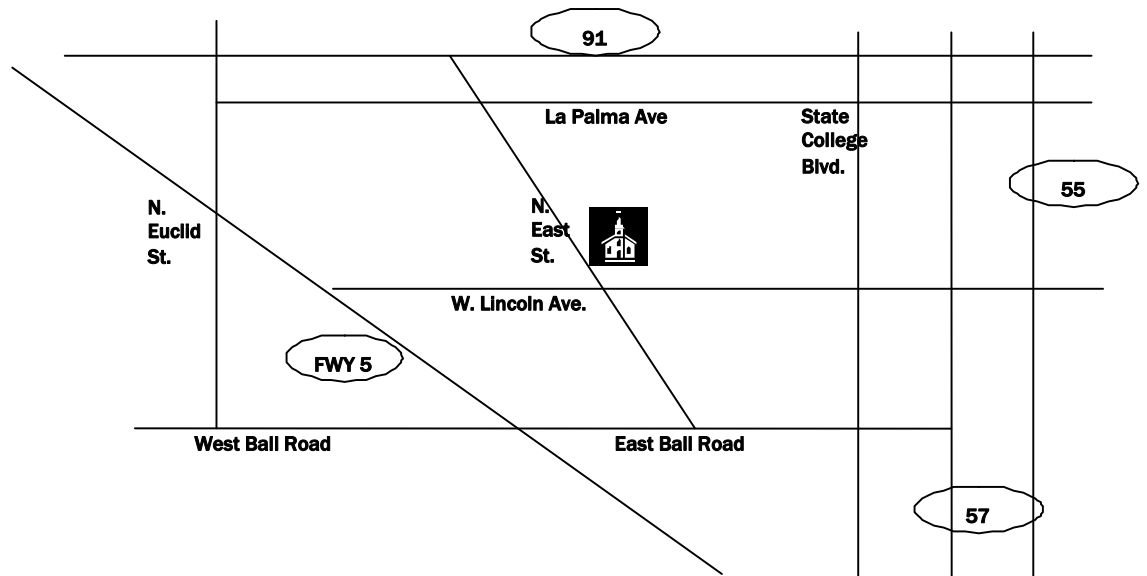 91
La Palma Ave
State
College
Blvd.
55
N.
Euclid
St.
N.
East
St.
W. Lincoln Ave.
FWY 5
West Ball Road
East Ball Road
57